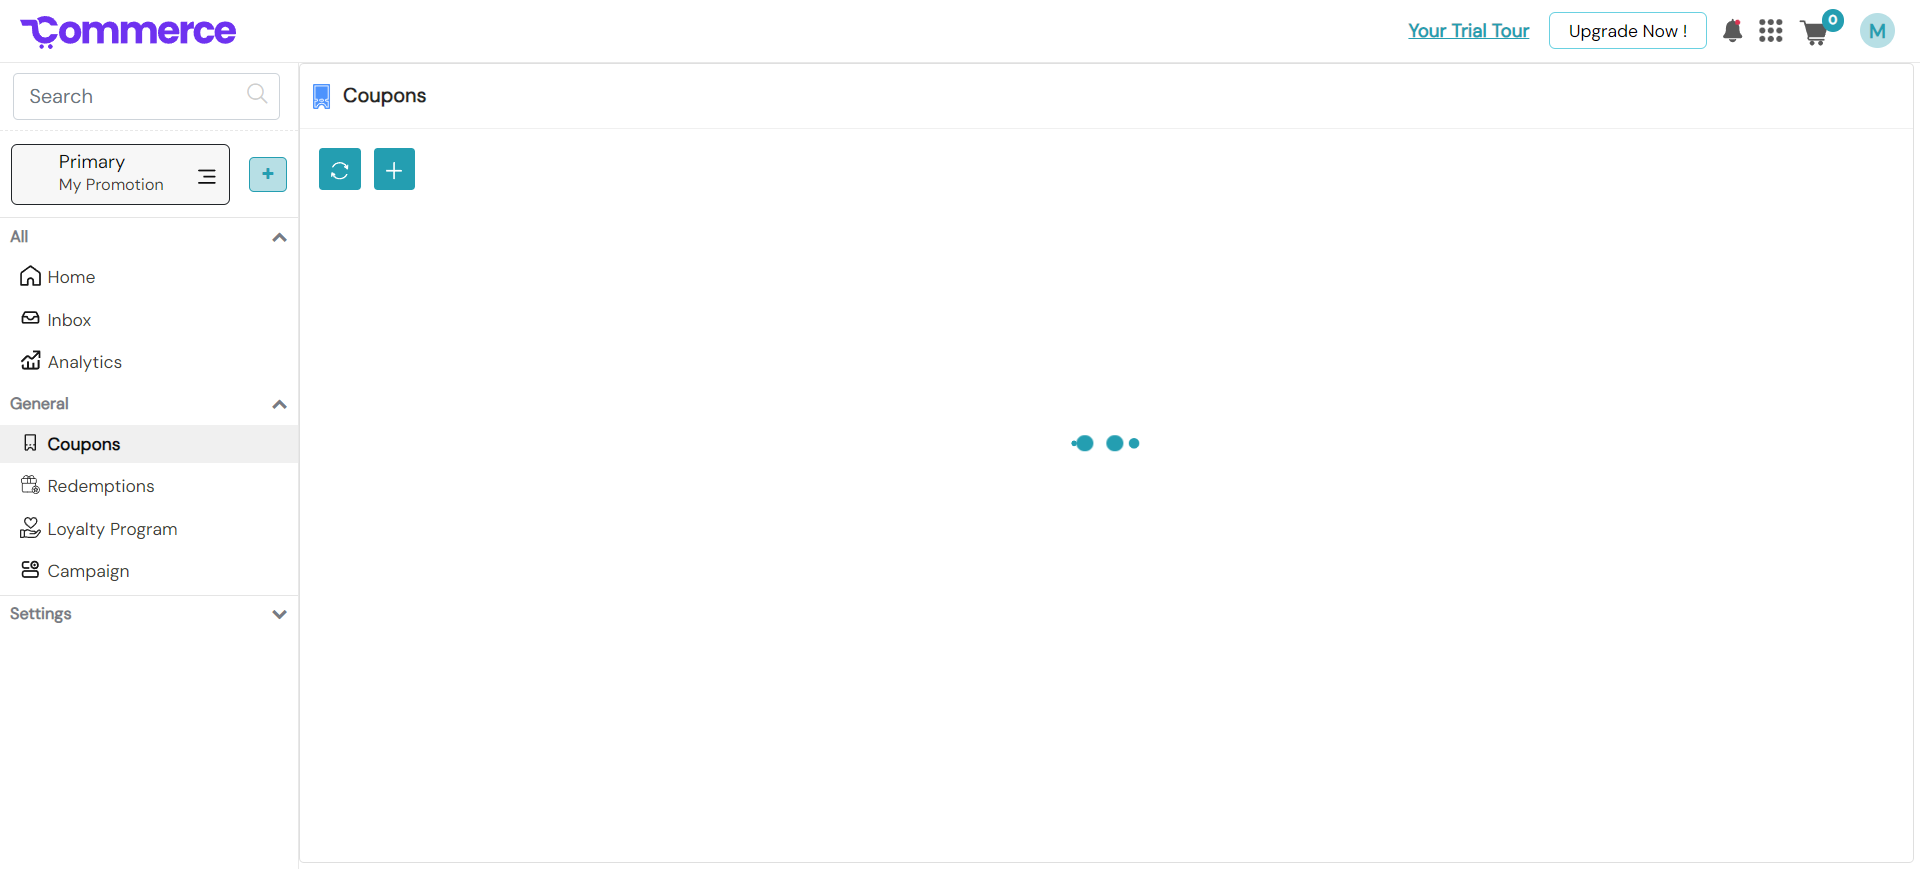 Commerce
Your Trial Tour
Upgrade Now !
0
M
Search
Coupons
Primary
My Promotion
+
All
Home
Inbox
Analytics
General
Coupons
Redemptions
Loyalty Program
Campaign
Settings